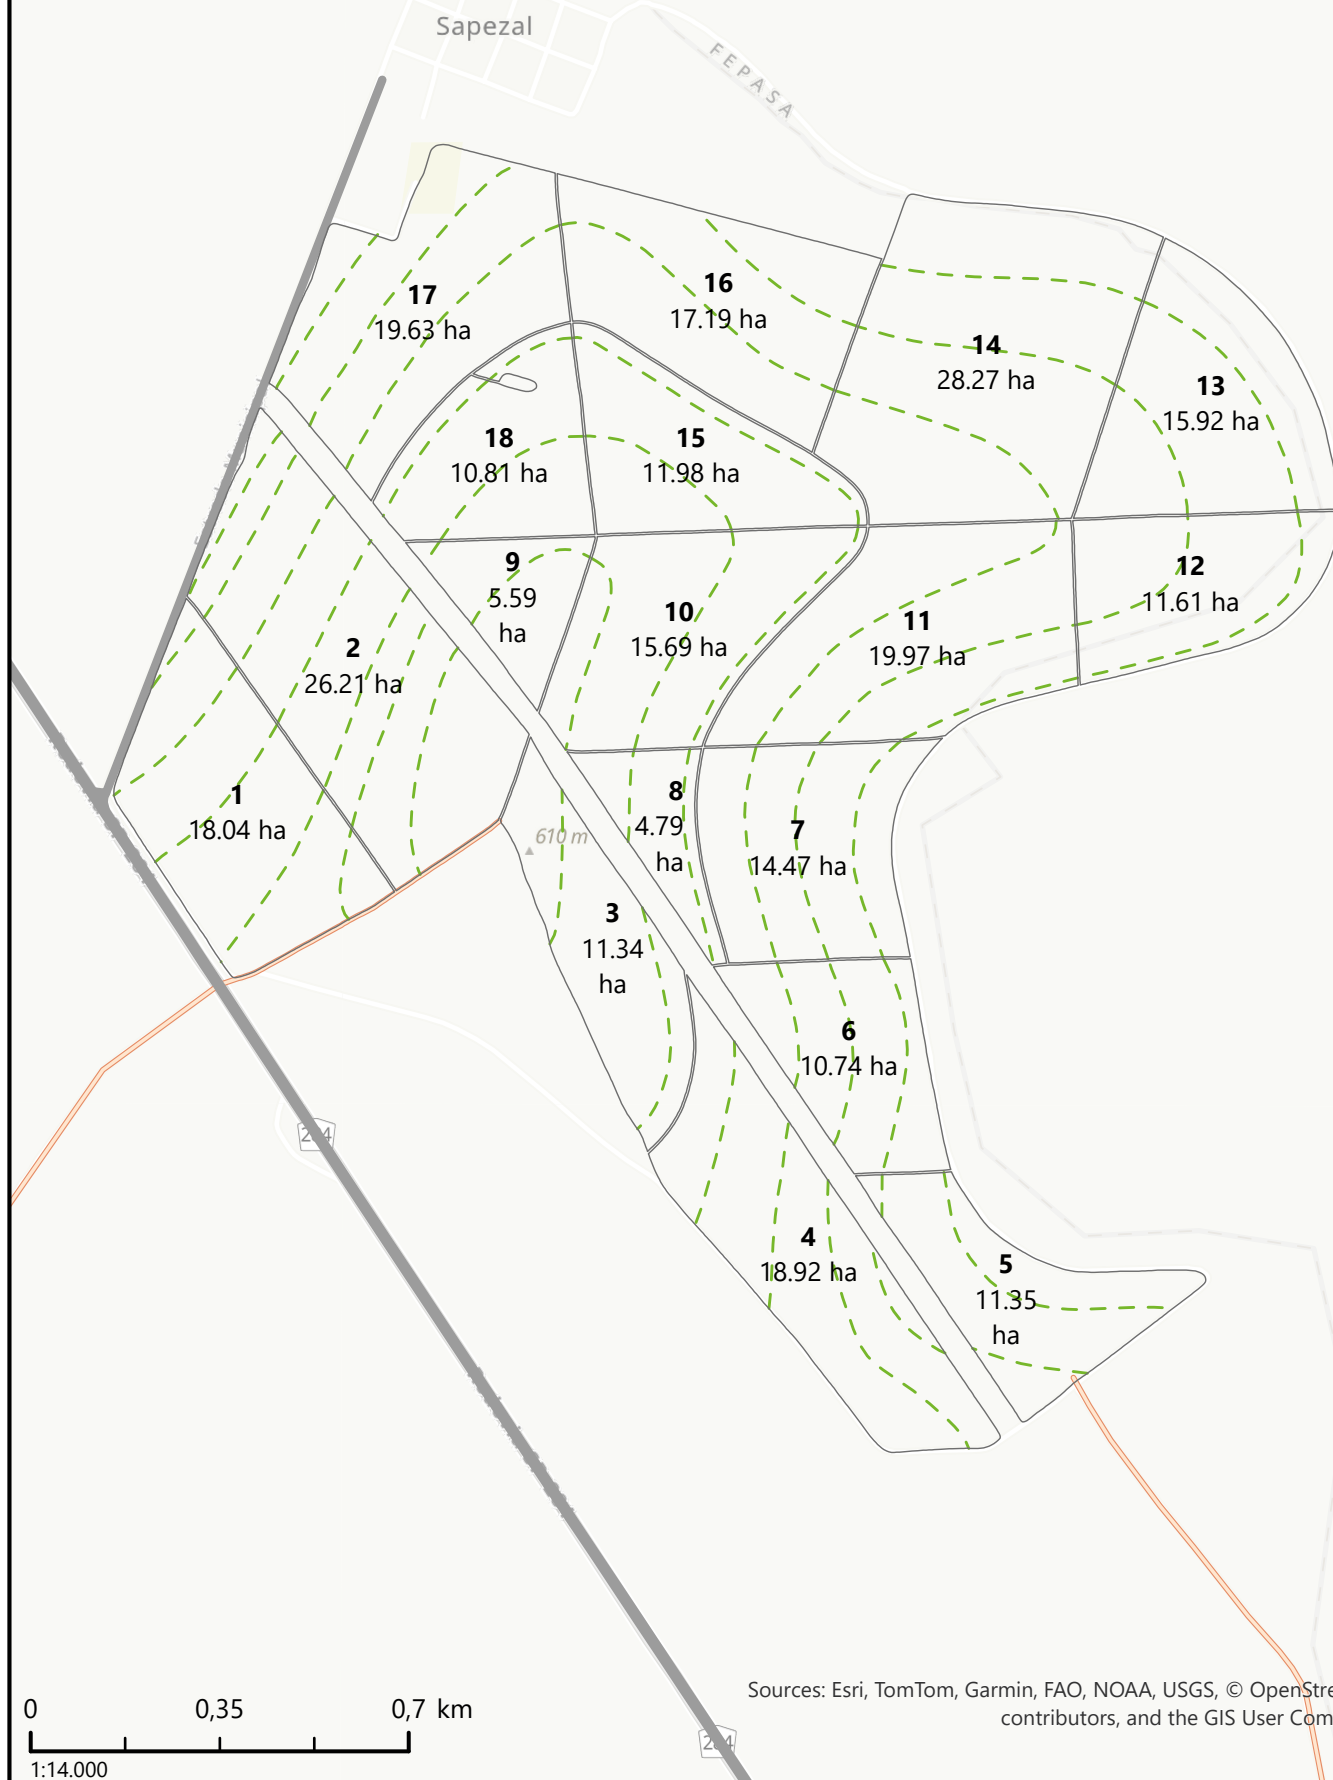 Sapezal
FEPASA
17
19.63 ha
16
17.19 ha
14
28.27 ha
13
15.92 ha
18
10.81 ha
15
11.98 ha
9
5.59
ha
12
11.61 ha
10
15.69 ha
11
19.97 ha
2
26.21 ha
1
18.04 ha
8
4.79
ha
7
14.47 ha
610 m
3
11.34
ha
6
10.74 ha
284
4
18.92 ha
5
11.35
ha
Sources: Esri, TomTom, Garmin, FAO, NOAA, USGS, © OpenStre
contributors, and the GIS User Com
0 0,35 0,7 km
284
1:14.000